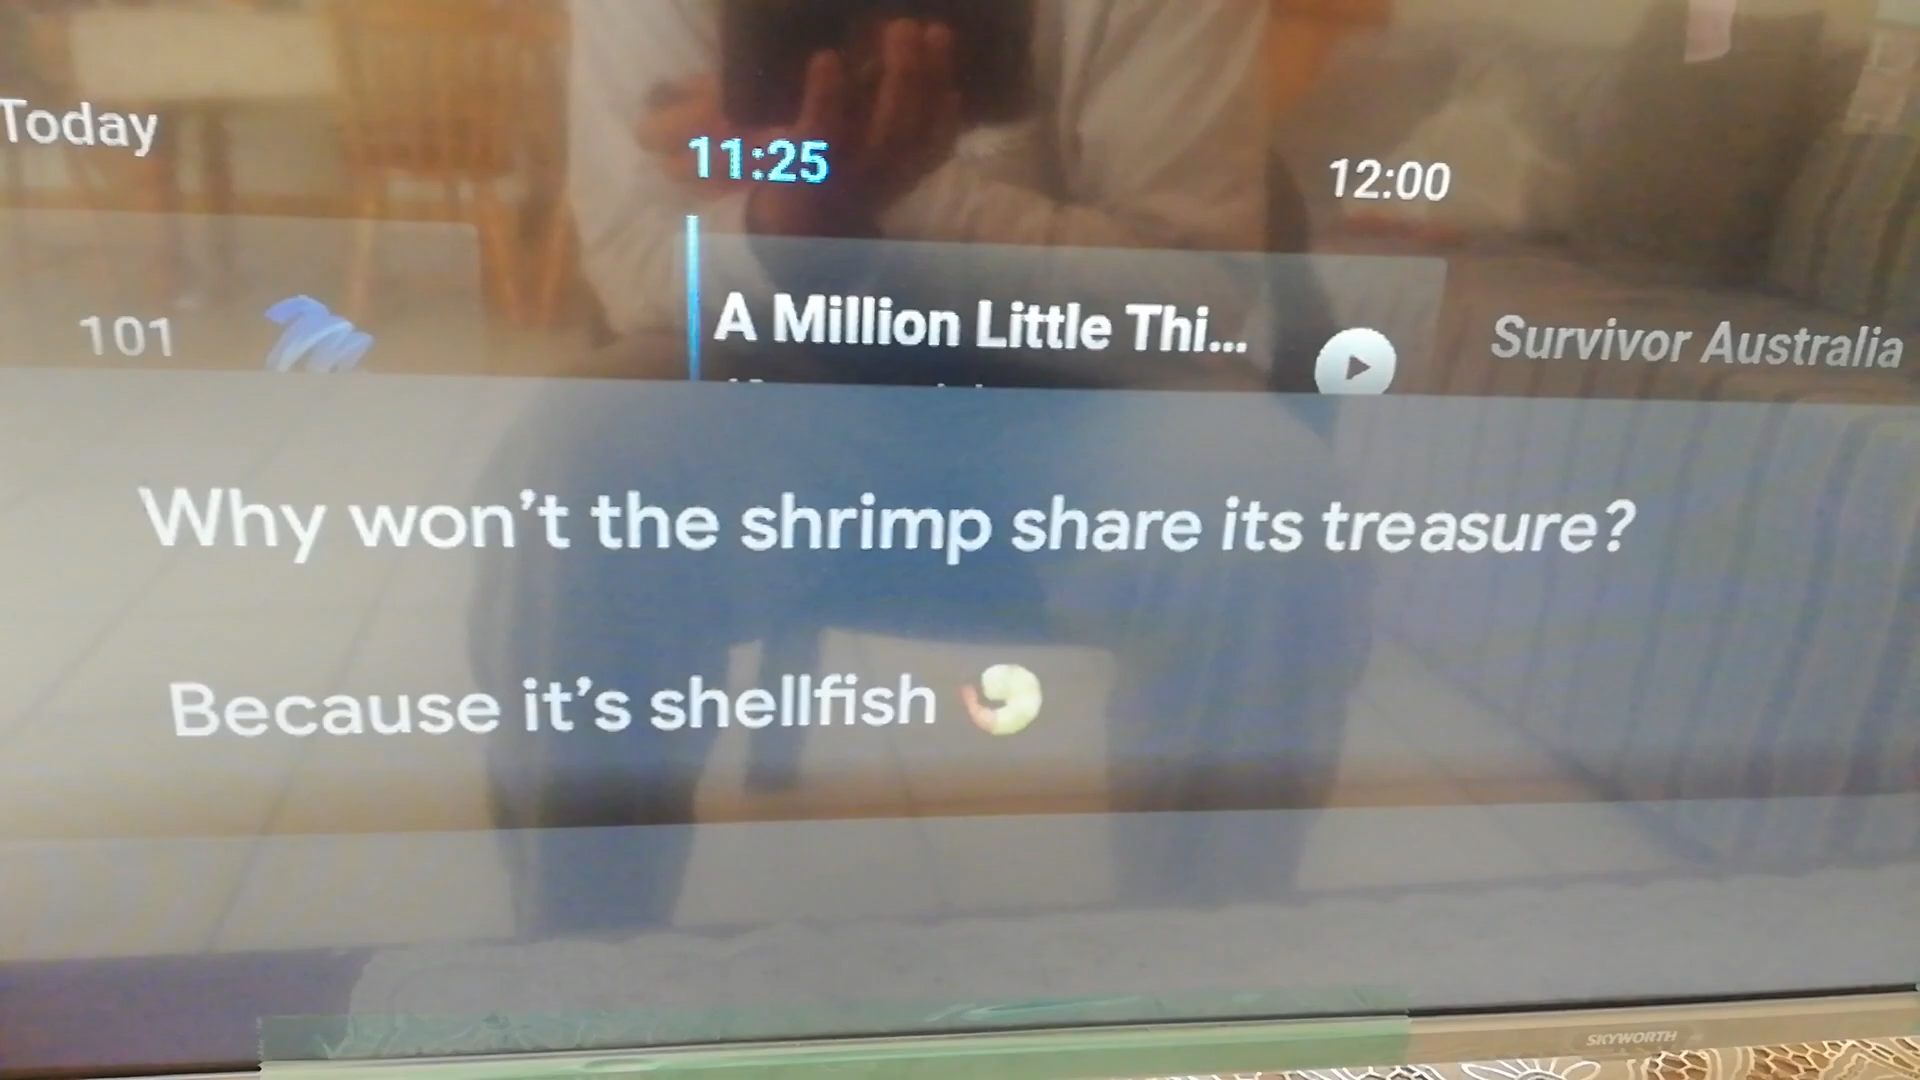 Today
11:25
12:00
101
A Million Little Thi...
Survivor Australia
Why won't the shrimp share its treasure?
Because it's shellfish 🍤
SKYWORTH